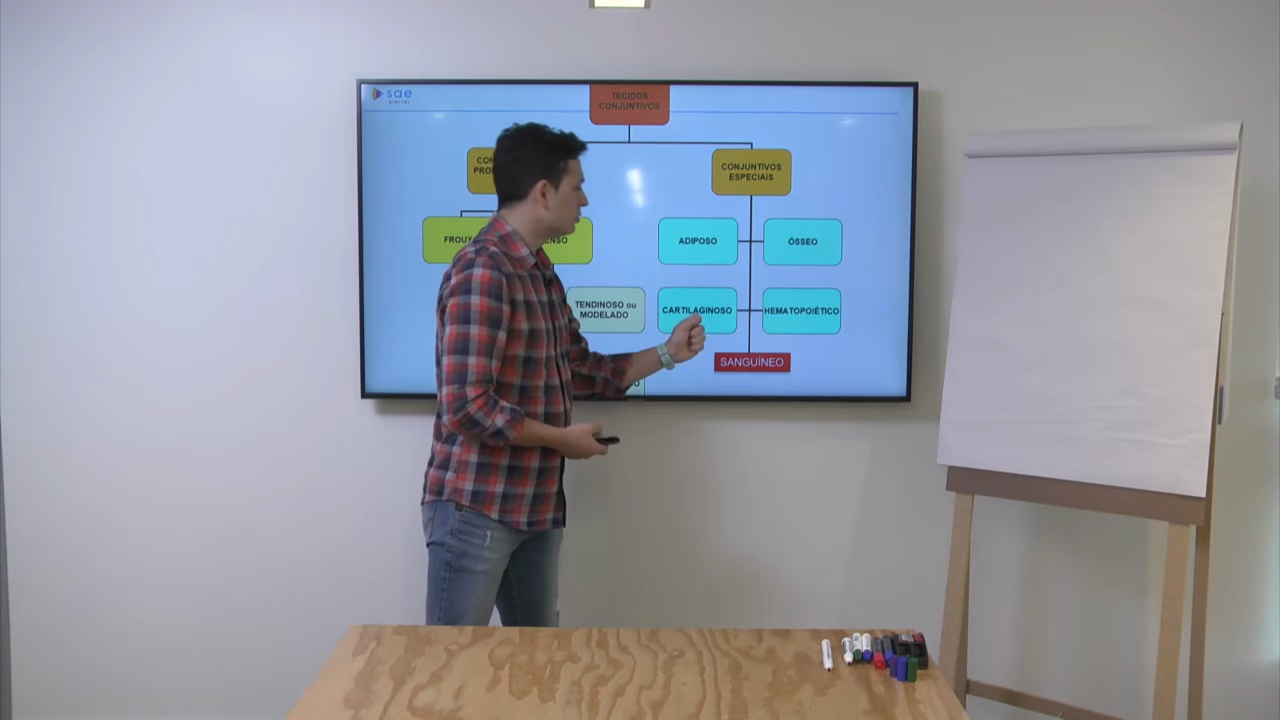 sae
DIGITAL
TECIDOS
CONJUNTIVOS
CONJUNTIVOS
ESPECIAIS
ADIPOSO
ÓSSEO
TENDINOSO ou
MODELADO
CARTILAGINOSO
HEMATOPOIÉTICO
SANGUÍNEO